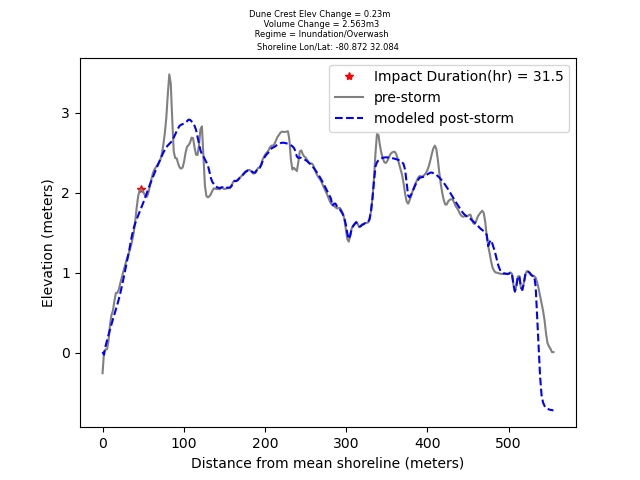 Dune Crest Elev Change = 0.23m
Volume Change = 2.563m3
Regime = Inundation/Overwash
Shoreline Lon/Lat: -80.872 32.084
Impact Duration(hr) = 31.5
pre-storm
modeled post-storm
Elevation (meters)
3
2
1
0
0 100 200 300 400 500
Distance from mean shoreline (meters)